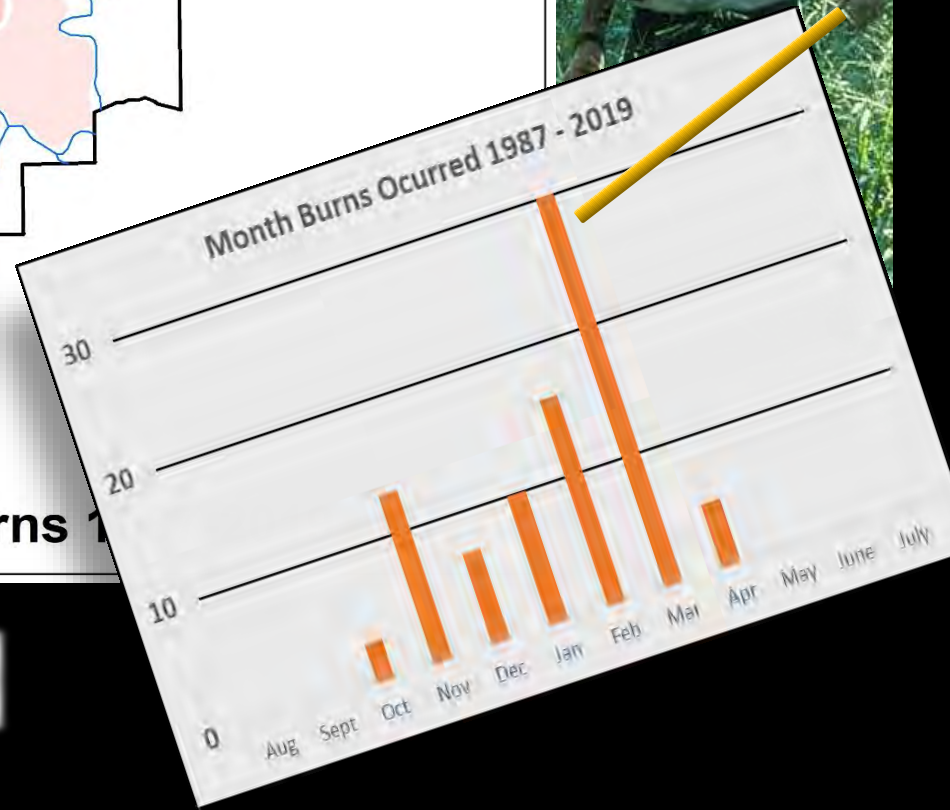 Month Burns Ocurred 1987 - 2019
30
20
10
0
Aug Sept Oct Nov Dec Jan Feb Mar Apr May June July
rns 1